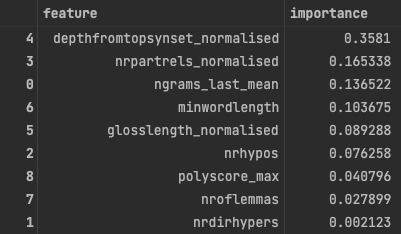 feature importance
4 depthfromtopsynset_normalised 0.3581
3 nrpartrels_normalised 0.165338
0 ngrams_last_mean 0.136522
6 minwordlength 0.103675
5 glosslength_normalised 0.089288
2 nrhypos 0.076258
8 polyscore_max 0.040796
7 nroflemmas 0.027899
1 nrdirhypers 0.002123